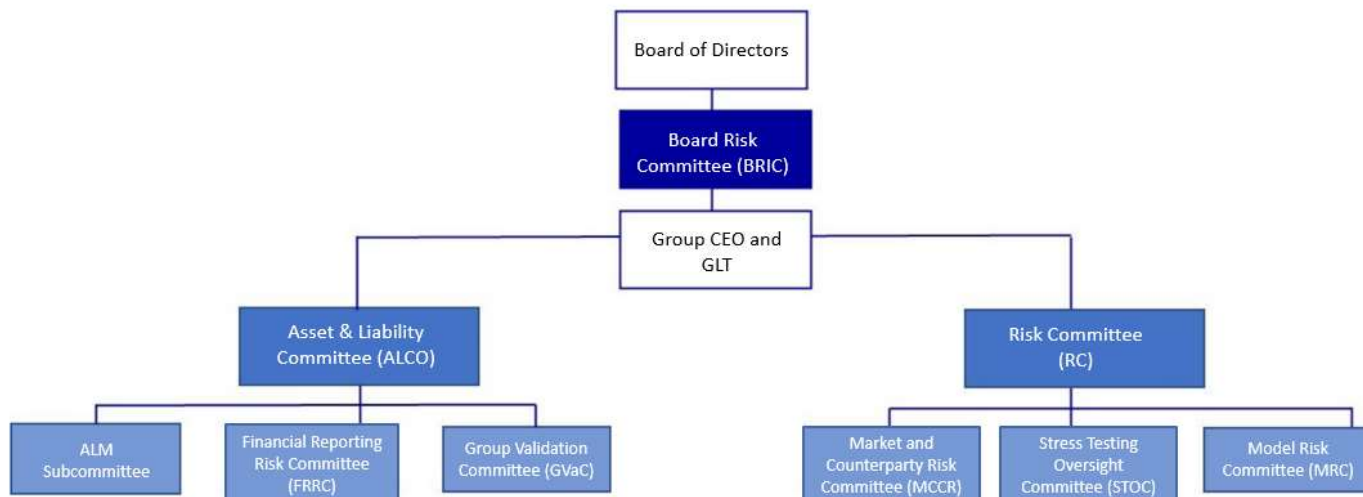 Board of Directors
Board Risk
Committee (BRIC)
Group CEO and
GLT
Asset & Liability
Committee (ALCO)
Risk Committee
(RC)
ALM
Subcommittee
Financial Reporting
Risk Committee
(FRRC)
Group Validation
Committee (GVaC)
Market and
Counterparty Risk
Committee (MCCR)
Stress Testing
Oversight
Committee (STOC)
Model Risk
Committee (MRC)